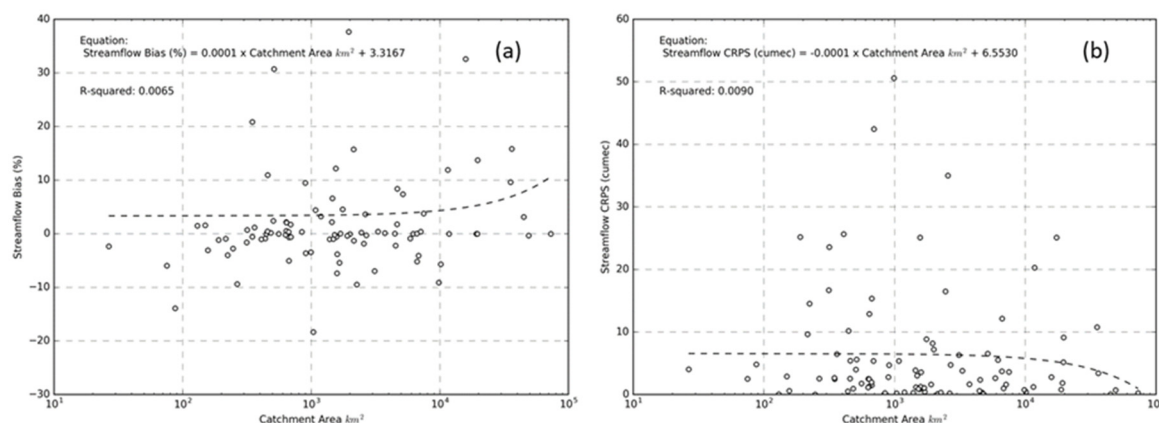 Equation:
Streamflow Bias (%) = 0.0001 x Catchment Area km² + 3.3167
(a)
R-squared: 0.0065
40
30
20
10
0
−10
−20
−30
Streamflow Bias (%)
10¹ 10² 10³ 10⁴ 10⁵
Catchment Area km²
Equation:
Streamflow CRPS (cumec) = -0.0001 x Catchment Area km² + 6.5530
(b)
R-squared: 0.0090
60
50
40
30
20
10
0
Streamflow CRPS (cumec)
10¹ 10² 10³ 10⁴ 10
Catchment Area km²